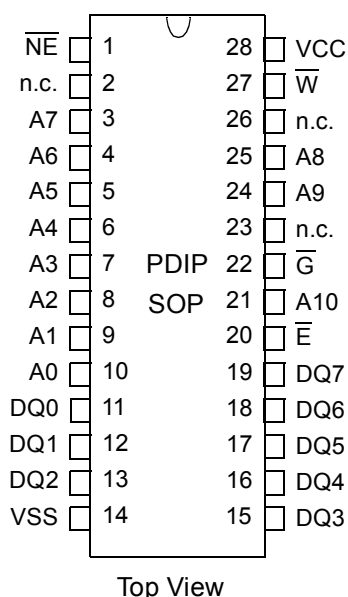 N̅E̅ 1 28 VCC
n.c. 2 27 W̅
A7 3 26 n.c.
A6 4 25 A8
A5 5 24 A9
A4 6 23 n.c.
A3 7 PDIP 22 G̅
A2 8 SOP 21 A10
A1 9 20 E̅
A0 10 19 DQ7
DQ0 11 18 DQ6
DQ1 12 17 DQ5
DQ2 13 16 DQ4
VSS 14 15 DQ3
Top View